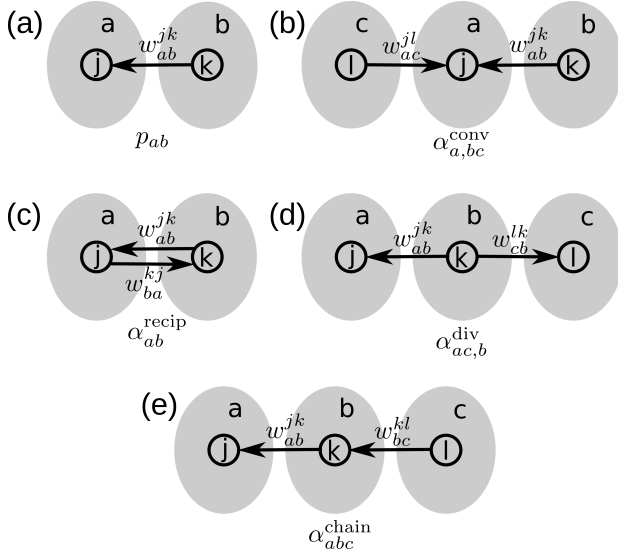 (a) a b
w_{ab}^{jk}
j k
p_{ab}
(b) c a b
w_{ac}^{jl} w_{ab}^{jk}
l j k
α_{a,bc}^{conv}
(c) a b
w_{ab}^{jk}
j k
w_{ba}^{kj}
α_{ab}^{recip}
(d) a b c
w_{ab}^{jk} w_{cb}^{lk}
j k l
α_{ac,b}^{div}
(e) a b c
w_{ab}^{jk} w_{bc}^{kl}
j k l
α_{abc}^{chain}